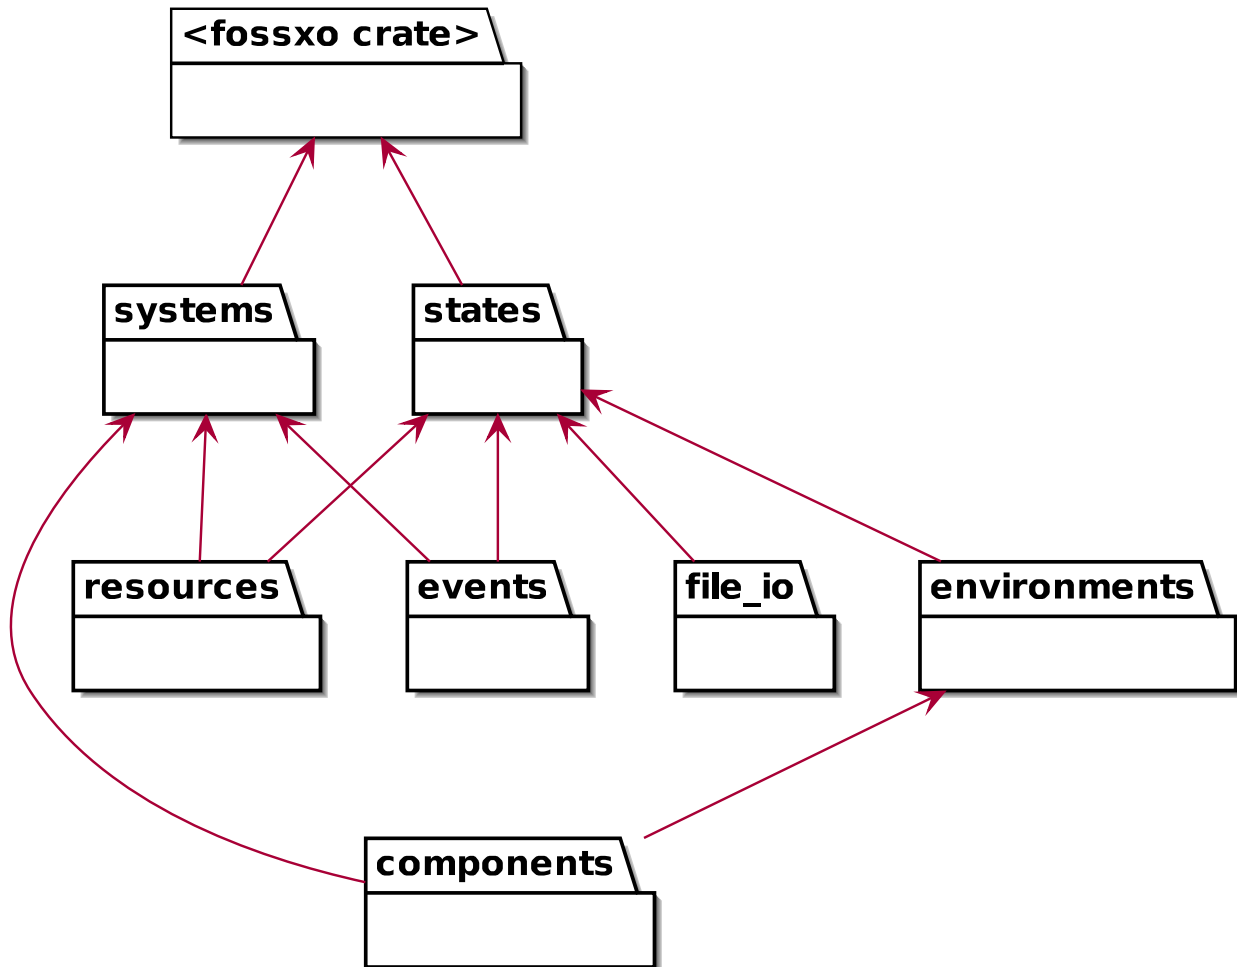 <fossxo crate>
systems
states
resources
events
file_io
environments
components